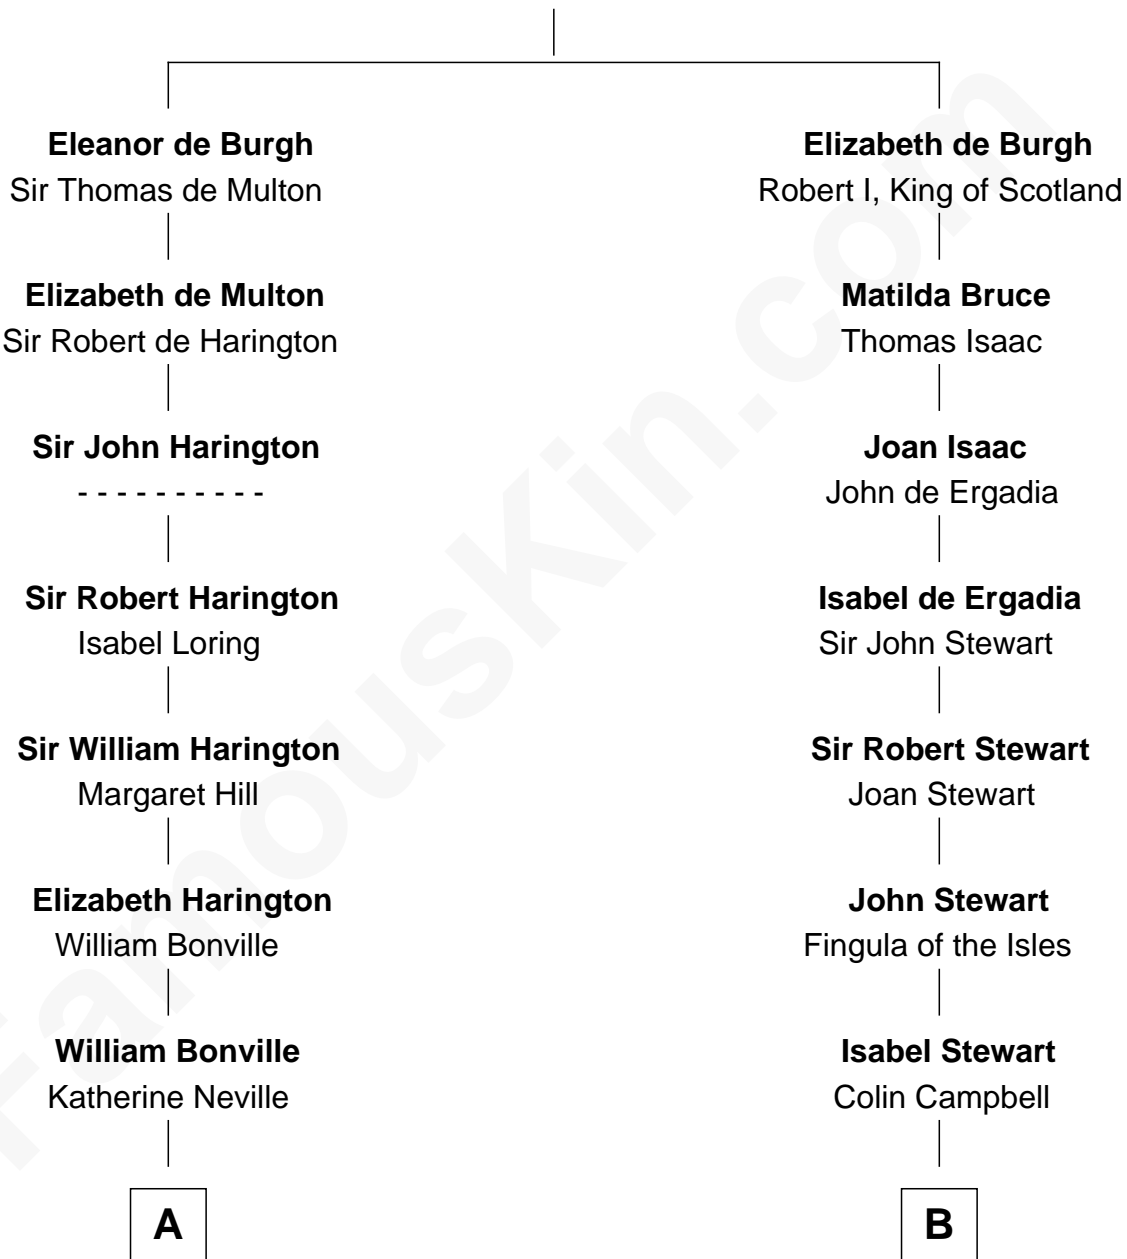 Eleanor de Burgh
Sir Thomas de Multon
Elizabeth de Multon
Sir Robert de Harington
Sir John Harington
- - - - - - - - - -
Sir Robert Harington
Isabel Loring
Sir William Harington
Margaret Hill
Elizabeth Harington
William Bonville
William Bonville
Katherine Neville
A
Elizabeth de Burgh
Robert I, King of Scotland
Matilda Bruce
Thomas Isaac
Joan Isaac
John de Ergadia
Isabel de Ergadia
Sir John Stewart
Sir Robert Stewart
Joan Stewart
John Stewart
Fingula of the Isles
Isabel Stewart
Colin Campbell
B
FamousKin.com